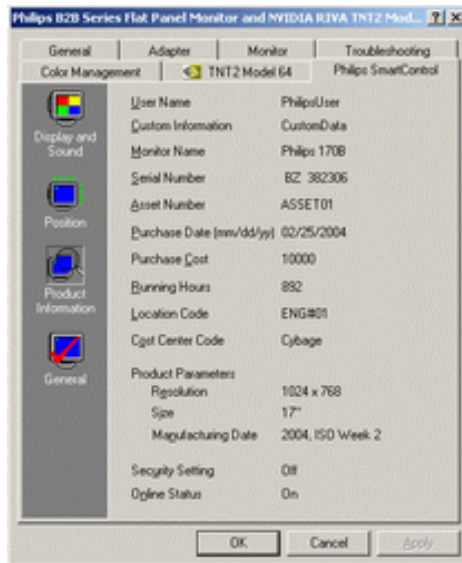 Philips B2B Series Flat Panel Monitor and NVIDIA RIVA TNT2 Mod...
General Adapter Monitor Troubleshooting
Color Management TNT2 Model 64 Philips SmartControl
Display and Sound
Position
Product Information
General
User Name PhilipsUser
Custom Information CustomData
Monitor Name Philips 170B
Serial Number BZ 382306
Asset Number ASSET01
Purchase Date (mm/dd/yy) 02/25/2004
Purchase Cost 10000
Running Hours 892
Location Code ENG#01
Cost Center Code Cybage
Product Parameters
Resolution 1024 x 768
Size 17"
Manufacturing Date 2004, ISO Week 2
Security Setting Off
Online Status On
OK Cancel Apply